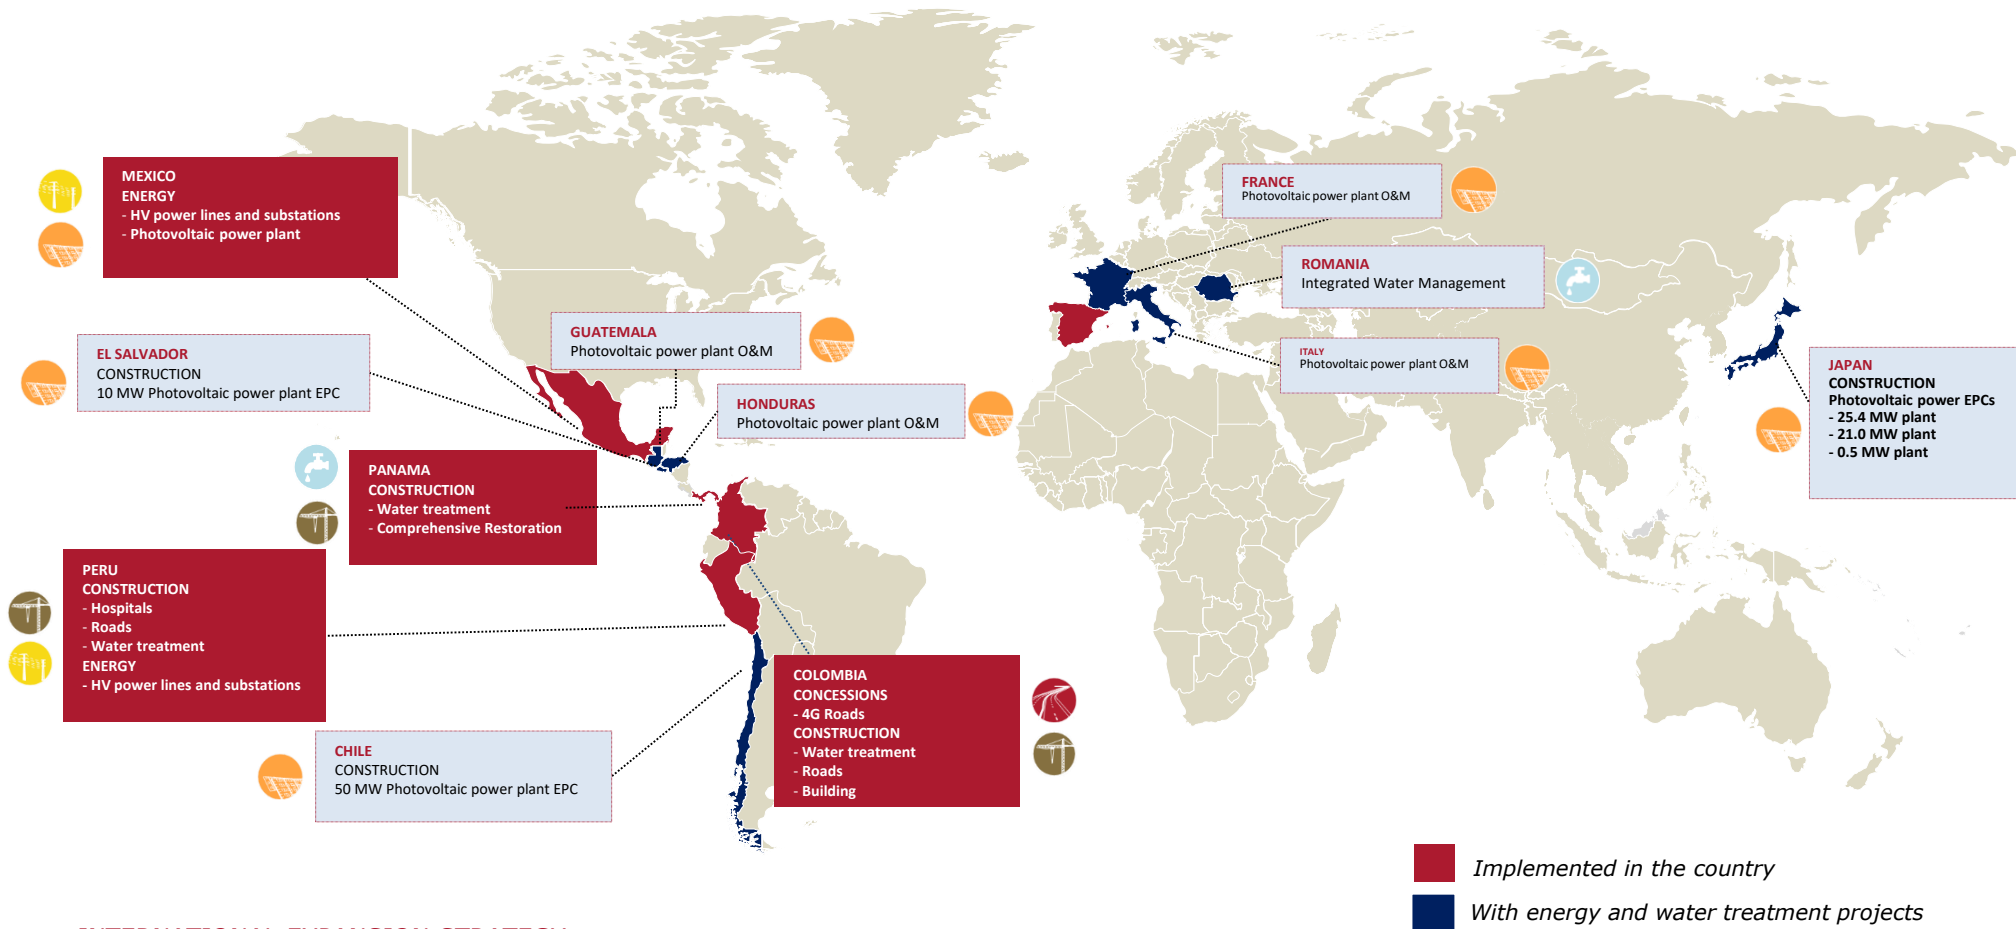 MEXICO
ENERGY
- HV power lines and substations
- Photovoltaic power plant
EL SALVADOR
CONSTRUCTION
10 MW Photovoltaic power plant EPC
GUATEMALA
Photovoltaic power plant O&M
HONDURAS
Photovoltaic power plant O&M
PANAMA
CONSTRUCTION
- Water treatment
- Comprehensive Restoration
PERU
CONSTRUCTION
- Hospitals
- Roads
- Water treatment
ENERGY
- HV power lines and substations
CHILE
CONSTRUCTION
50 MW Photovoltaic power plant EPC
COLOMBIA
CONCESSIONS
- 4G Roads
CONSTRUCTION
- Water treatment
- Roads
- Building
FRANCE
Photovoltaic power plant O&M
ROMANIA
Integrated Water Management
ITALY
Photovoltaic power plant O&M
JAPAN
CONSTRUCTION
Photovoltaic power EPCs
- 25.4 MW plant
- 21.0 MW plant
- 0.5 MW plant
Implemented in the country
With energy and water treatment projects
INTERNATIONAL EXPANSION STRATEGY